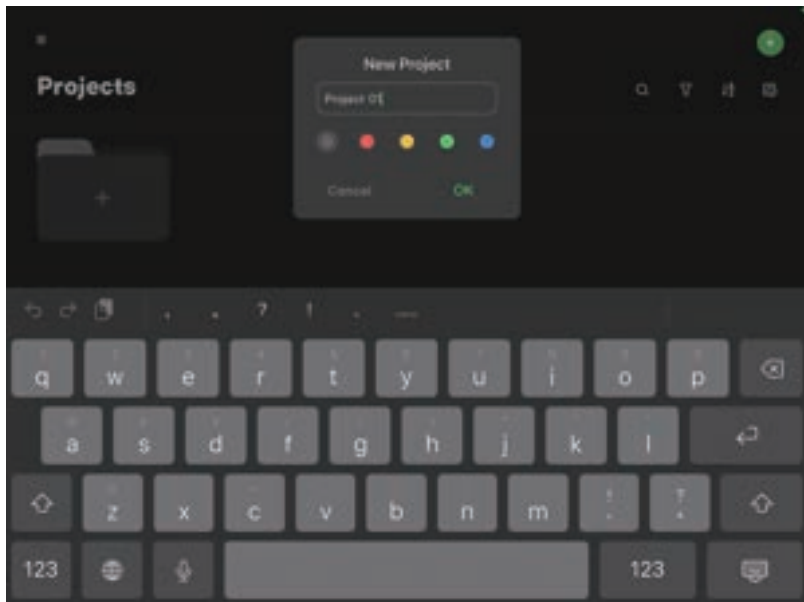 New Project
Projects
Project 01
Cancel
OK
? !
q w e r t y u i o p
a s d f g h j k l
z x c v b n m
123
123